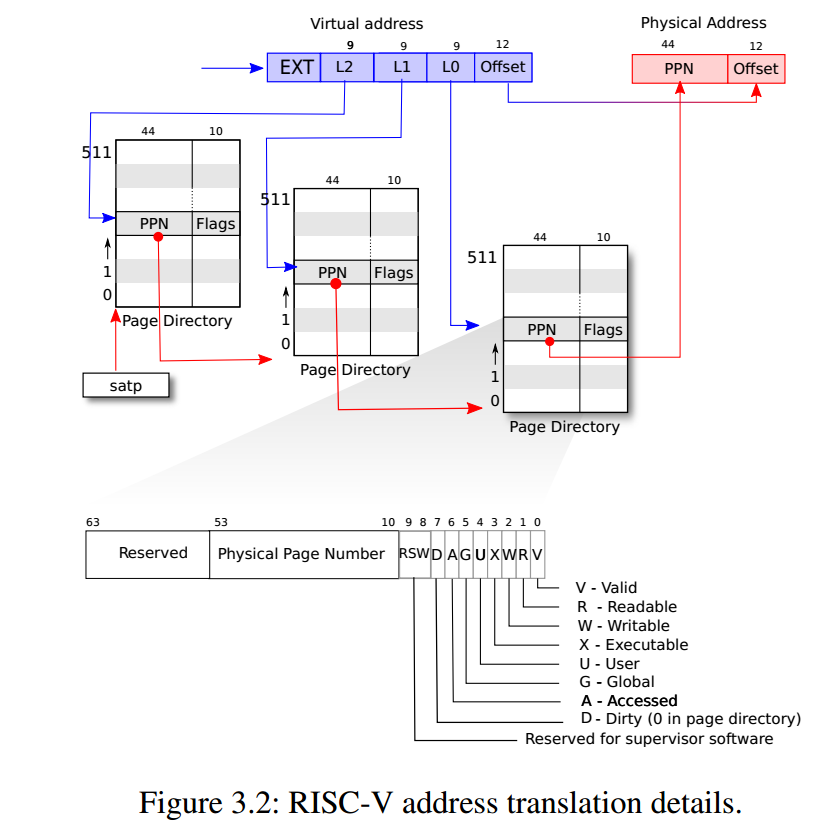 Virtual address
Physical Address
9 9 9 12
44 12
EXT L2 L1 L0 Offset
PPN Offset
44 10
511
PPN Flags
1
0
Page Directory
satp
44 10
511
PPN Flags
1
0
Page Directory
44 10
511
PPN Flags
1
0
Page Directory
63 53 10 9 8 7 6 5 4 3 2 1 0
Reserved Physical Page Number RSW D A G U X W R V
V - Valid
R - Readable
W - Writable
X - Executable
U - User
G - Global
A - Accessed
D - Dirty (0 in page directory)
Reserved for supervisor software
Figure 3.2: RISC-V address translation details.